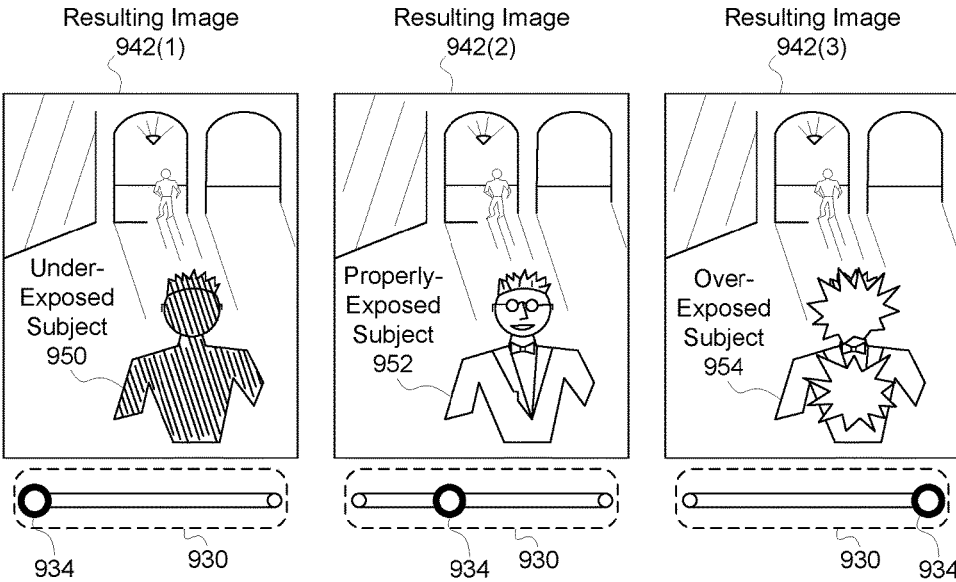 Resulting Image
942(1)
Resulting Image
942(2)
Resulting Image
942(3)
Under-
Exposed
Subject
950
Properly-
Exposed
Subject
952
Over-
Exposed
Subject
954
934
930
934
930
930
934